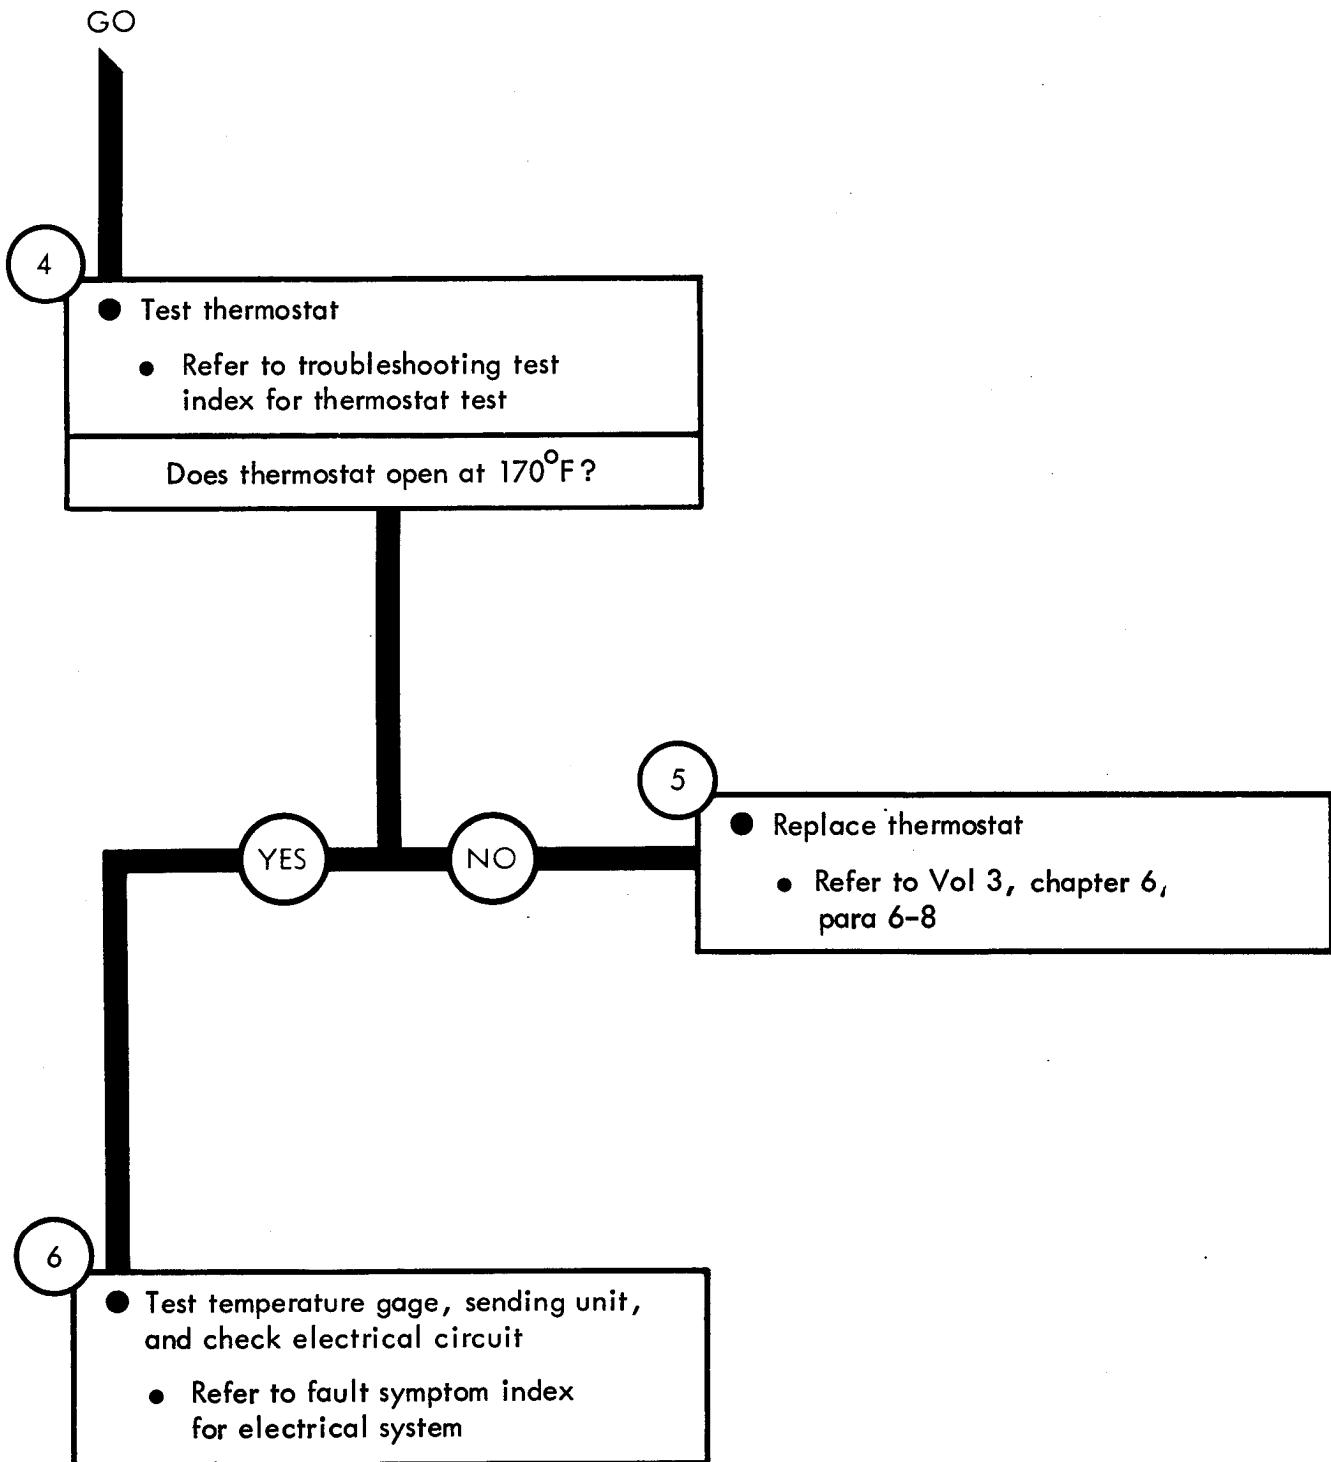 GO
4
● Test thermostat
● Refer to troubleshooting test
index for thermostat test
Does thermostat open at 170°F?
5
● Replace thermostat
● Refer to Vol 3, chapter 6,
para 6-8
YES
NO
6
● Test temperature gage, sending unit,
and check electrical circuit
● Refer to fault symptom index
for electrical system